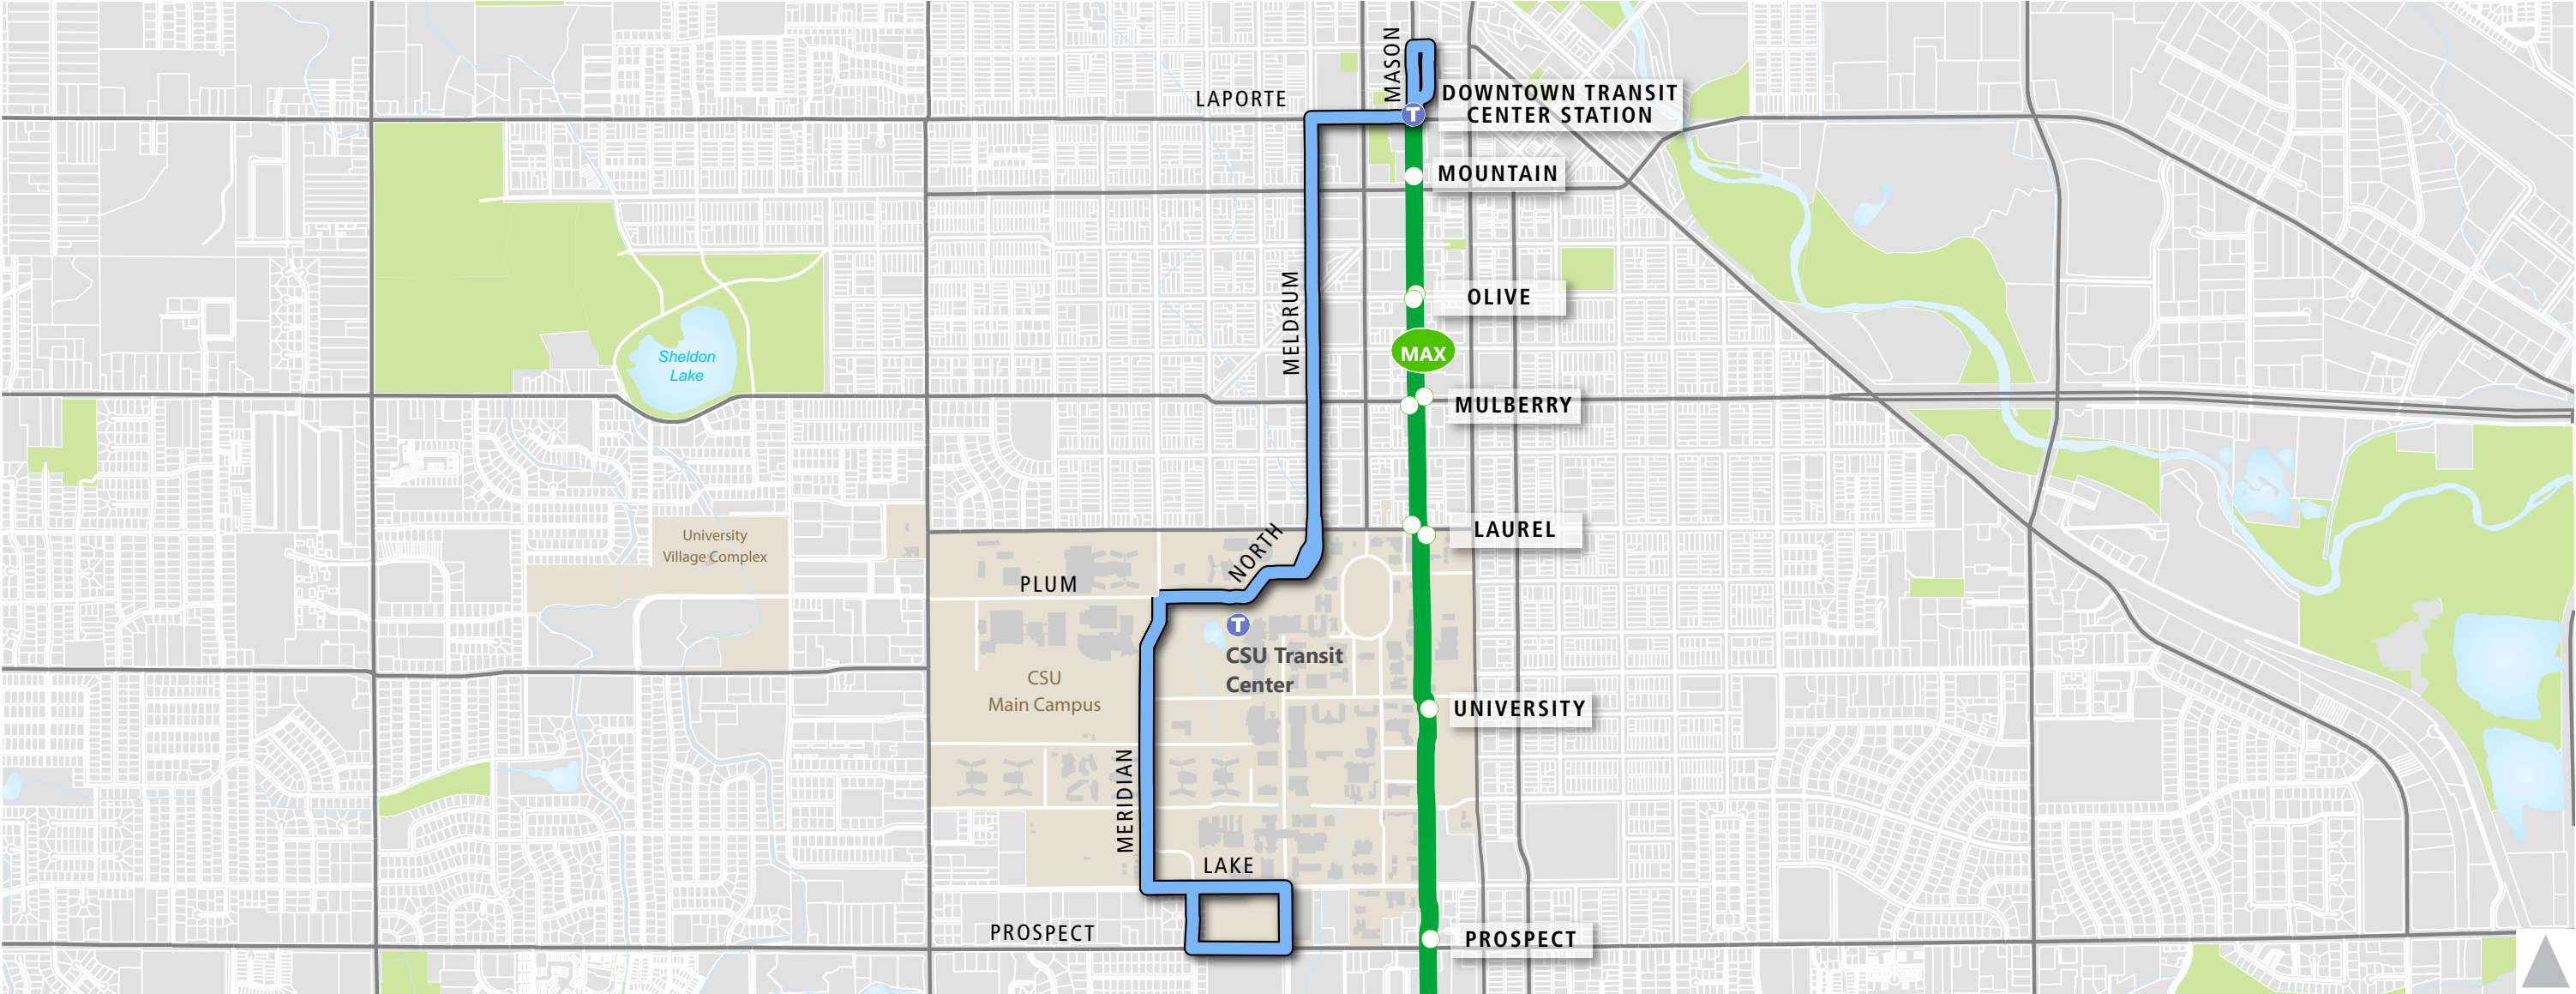 MASON
LAPORTE
T
DOWNTOWN TRANSIT
CENTER STATION
MOUNTAIN
MELDRUM
OLIVE
MAX
Sheldon
Lake
MULBERRY
LAUREL
University
Village Complex
NORTH
PLUM
T
CSU Transit
Center
CSU
Main Campus
UNIVERSITY
MERIDIAN
LAKE
PROSPECT
PROSPECT